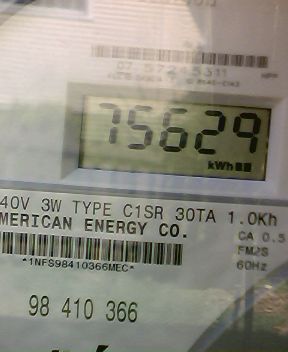 75629
kWh
40V 3W TYPE C1SR 30TA 1.0Kh
MERICAN ENERGY CO.
CA 0.5
FM2S
*1NFS98410366MEC*
60Hz
98 410 366